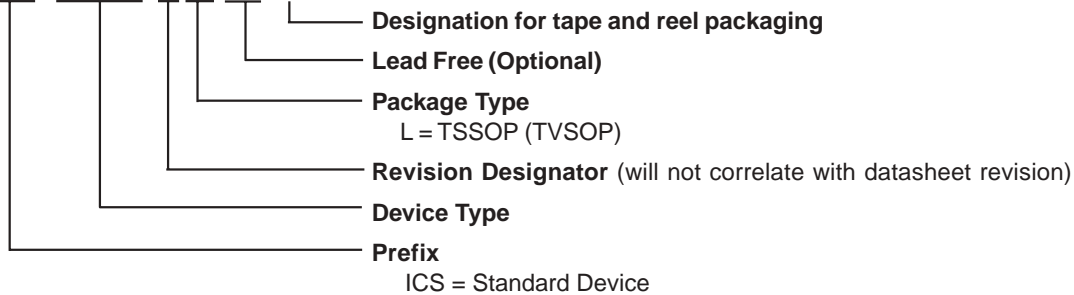 Designation for tape and reel packaging
Lead Free (Optional)
Package Type
L = TSSOP (TVSOP)
Revision Designator (will not correlate with datasheet revision)
Device Type
Prefix
ICS = Standard Device